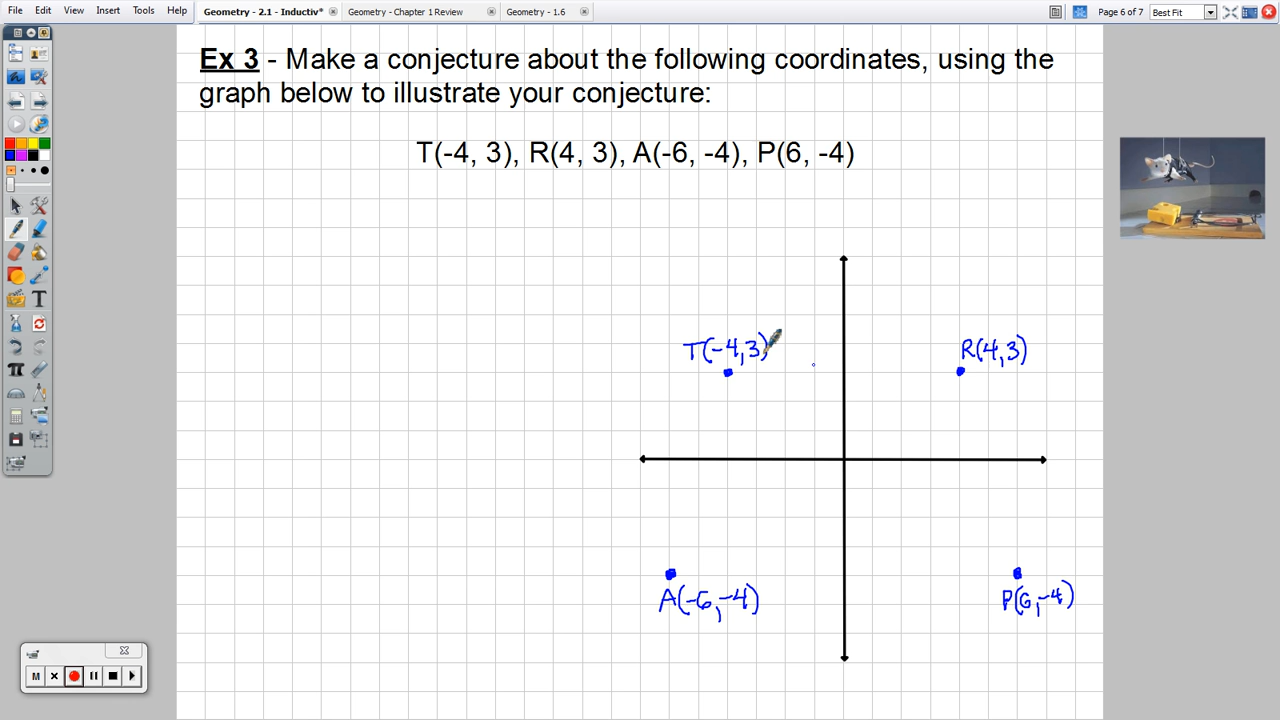 File Edit View Insert Tools Help
Geometry - 2.1 - Inductiv* Geometry - Chapter 1 Review Geometry - 1.6
Page 6 of 7 Best Fit
Ex 3 - Make a conjecture about the following coordinates, using the
graph below to illustrate your conjecture:
T(-4, 3), R(4, 3), A(-6, -4), P(6, -4)
T(-4,3)
R(4,3)
A(-6,-4)
P(6,-4)
M